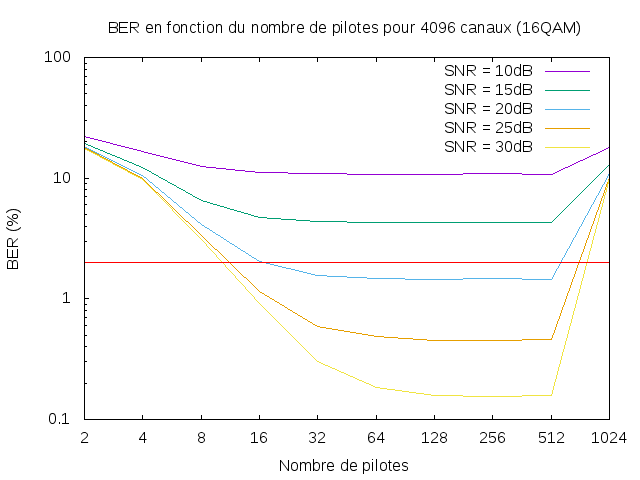 BER en fonction du nombre de pilotes pour 4096 canaux (16QAM)
SNR = 10dB
SNR = 15dB
SNR = 20dB
SNR = 25dB
SNR = 30dB
BER (%)
100
10
1
0.1
2 4 8 16 32 64 128 256 512 1024
Nombre de pilotes